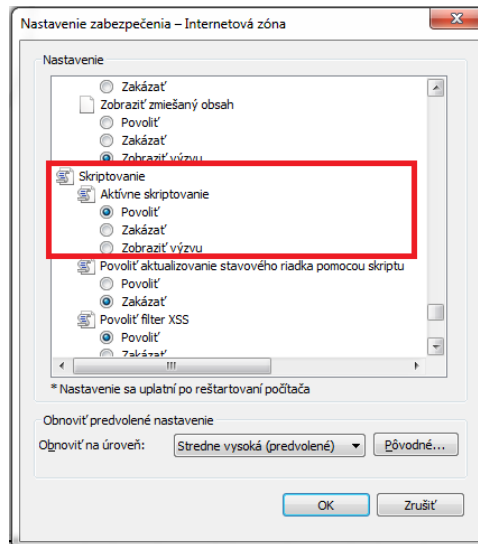 Nastavenie zabezpečenia – Internetová zóna
Nastavenie
Zakázať
Zobraziť zmiešaný obsah
Povoliť
Zakázať
Zobraziť výzvu
Skriptovanie
Aktívne skriptovanie
Povoliť
Zakázať
Zobraziť výzvu
Povoliť aktualizovanie stavového riadka pomocou skriptu
Povoliť
Zakázať
Povoliť filter XSS
Povoliť
Zakázať
* Nastavenie sa uplatní po reštartovaní počítača
Obnoviť predvolené nastavenie
Obnoviť na úroveň: Stredne vysoká (predvolené) Pôvodné...
OK Zrušiť